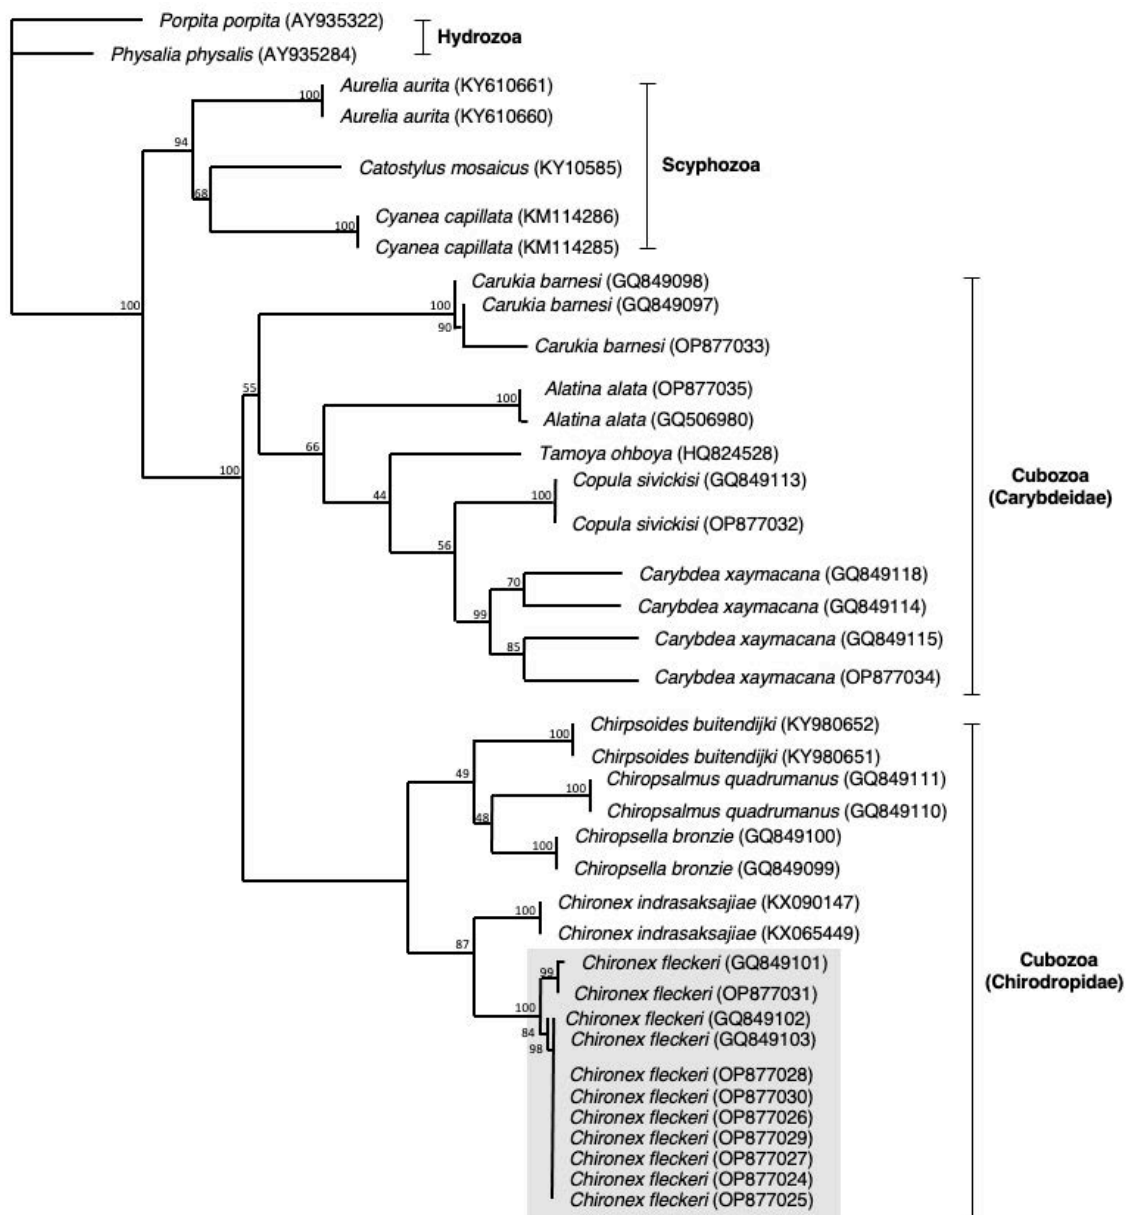 Porpita porpita (AY935322)
Physalia physalis (AY935284)
Hydrozoa
Aurelia aurita (KY610661)
100
Aurelia aurita (KY610660)
94
Catostylus mosaicus (KY10585)
Scyphozoa
68
Cyanea capillata (KM114286)
100
Cyanea capillata (KM114285)
100
Carukia barnesi (GQ849098)
100
Carukia barnesi (GQ849097)
90
Carukia barnesi (OP877033)
55
Alatina alata (OP877035)
100
Alatina alata (GQ506980)
66
Tamoya ohboya (HQ824528)
100
Copula sivickisi (GQ849113)
44
100
Copula sivickisi (OP877032)
Cubozoa
(Carybdeidae)
56
Carybdea xaymacana (GQ849118)
70
Carybdea xaymacana (GQ849114)
99
Carybdea xaymacana (GQ849115)
85
Carybdea xaymacana (OP877034)
Chirpsoides buitendijki (KY980652)
100
Chirpsoides buitendijki (KY980651)
49
Chiropsalmus quadrumanus (GQ849111)
100
Chiropsalmus quadrumanus (GQ849110)
48
Chiropsella bronzie (GQ849100)
100
Chiropsella bronzie (GQ849099)
Chironex indrasaksajiae (KX090147)
100
Chironex indrasaksajiae (KX065449)
87
Chironex fleckeri (GQ849101)
99
Cubozoa
(Chirodropidae)
Chironex fleckeri (OP877031)
100
Chironex fleckeri (GQ849102)
84
Chironex fleckeri (GQ849103)
98
Chironex fleckeri (OP877028)
Chironex fleckeri (OP877030)
Chironex fleckeri (OP877026)
Chironex fleckeri (OP877029)
Chironex fleckeri (OP877027)
Chironex fleckeri (OP877024)
Chironex fleckeri (OP877025)